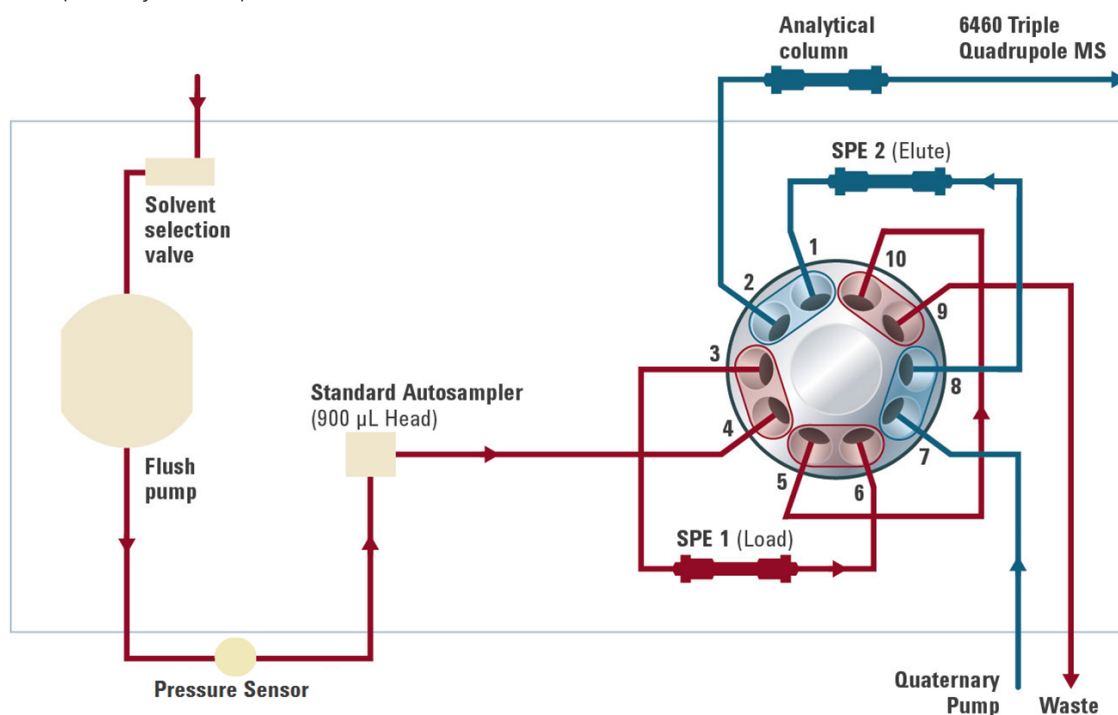 Analytical
column
6460 Triple
Quadrupole MS
SPE 2 (Elute)
Solvent
selection
valve
1
10
2
9
3
8
Standard Autosampler
(900 µL Head)
4
7
Flush
pump
5
6
SPE 1 (Load)
Pressure Sensor
Quaternary
Pump
Waste